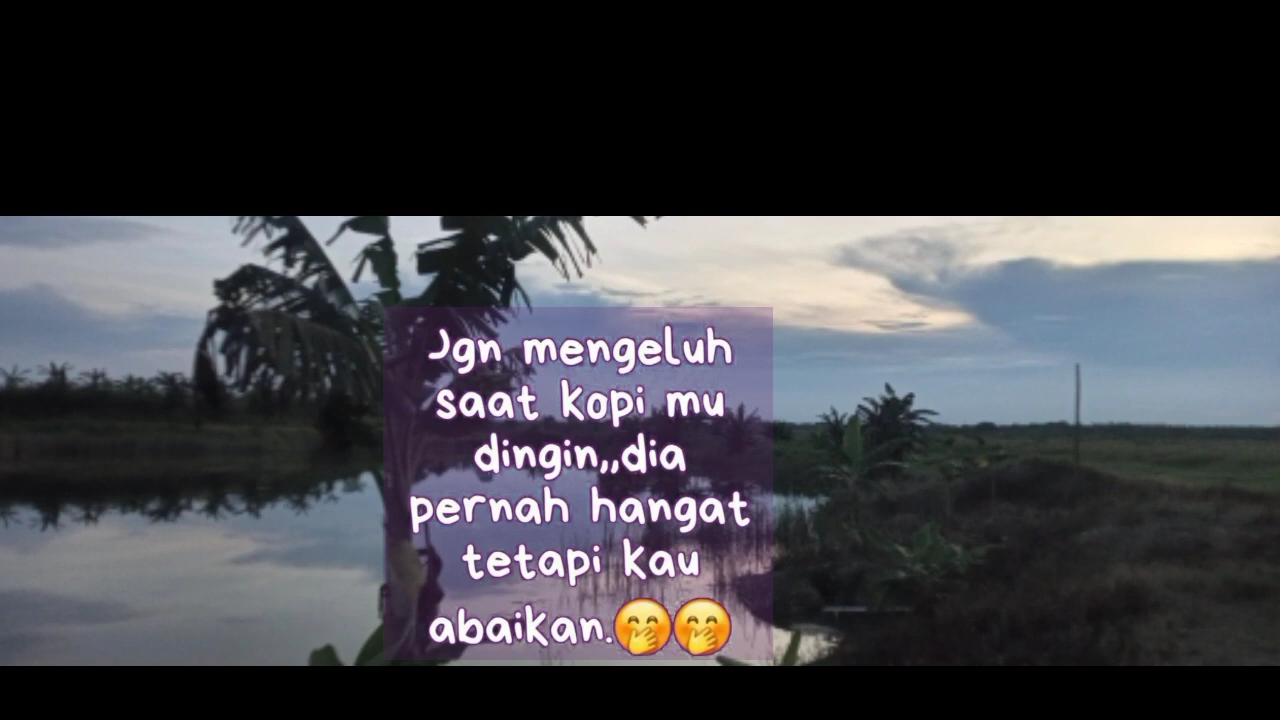 Jgn mengeluh
saat kopi mu
dingin,,dia
pernah hangat
tetapi kau
abaikan.🤭🤭